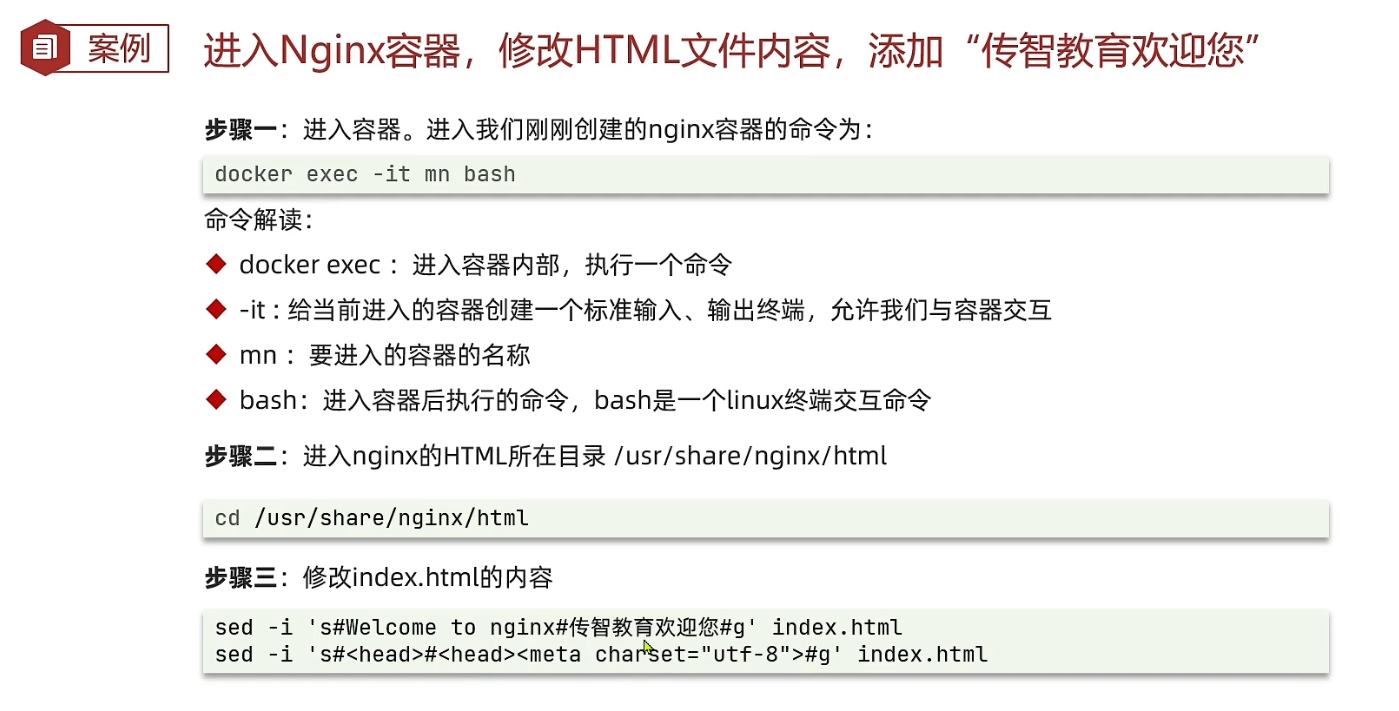 案例
进入Nginx容器，修改HTML文件内容，添加“传智教育欢迎您”
步骤一：进入容器。进入我们刚刚创建的nginx容器的命令为：
docker exec -it mn bash
命令解读：
docker exec ：进入容器内部，执行一个命令
-it : 给当前进入的容器创建一个标准输入、输出终端，允许我们与容器交互
mn ：要进入的容器的名称
bash：进入容器后执行的命令，bash是一个linux终端交互命令
步骤二：进入nginx的HTML所在目录 /usr/share/nginx/html
cd /usr/share/nginx/html
步骤三：修改index.html的内容
sed -i 's#Welcome to nginx#传智教育欢迎您#g' index.html
sed -i 's#<head>#<head><meta charset="utf-8">#g' index.html